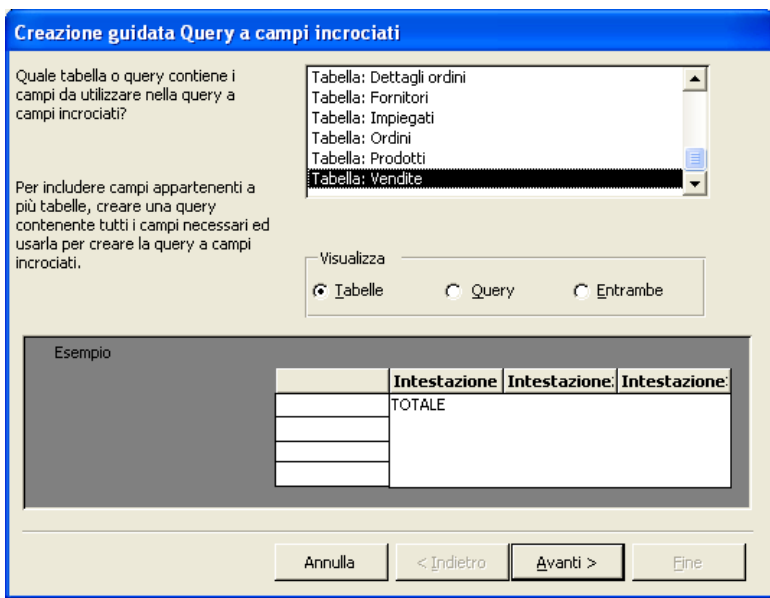 Creazione guidata Query a campi incrociati
Quale tabella o query contiene i
campi da utilizzare nella query a
campi incrociati?
Per includere campi appartenenti a
più tabelle, creare una query
contenente tutti i campi necessari ed
usarla per creare la query a campi
incrociati.
Tabella: Dettagli ordini
Tabella: Fornitori
Tabella: Impiegati
Tabella: Ordini
Tabella: Prodotti
Tabella: Vendite
Visualizza
Tabelle Query Entrambe
Esempio
Intestazione Intestazione Intestazione
TOTALE
Annulla < Indietro Avanti > Fine